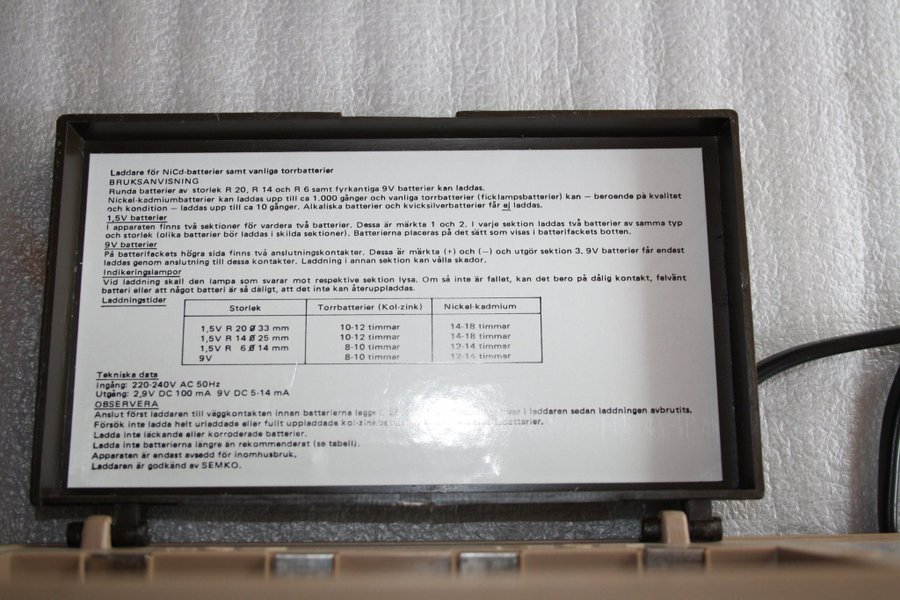 Laddare för NiCd-batterier samt vanliga torrbatterier
BRUKSANVISNING
Runda batterier av storlek R 20, R 14 och R 6 samt fyrkantiga 9V batterier kan laddas.
Nickel-kadmiumbatterier kan laddas upp till ca 1.000 gånger och vanliga torrbatterier (ficklampsbatterier) kan — beroende på kvalitet
och kondition — laddas upp till ca 10 gånger. Alkaliska batterier och kvicksilverbatterier får ej laddas.
1,5V batterier
I apparaten finns två sektioner för vardera två batterier. Dessa är märkta 1 och 2. I varje sektion laddas två batterier av samma typ
och storlek (olika batterier bör laddas i skilda sektioner). Batterierna placeras på det sätt som visas i batterifackets botten.
9V batterier
På batterifackets högra sida finns två anslutningskontakter. Dessa är märkta (+) och (—) och utgör sektion 3. 9V batterier får endast
laddas genom anslutning till dessa kontakter. Laddning i annan sektion kan vålla skador.
Indikeringslampor
Vid laddning skall den lampa som svarar mot respektive sektion lysa. Om så inte är fallet, kan det bero på dålig kontakt, felvänt
batteri eller att något batteri är så dåligt, att det inte kan återuppladdas.
Laddningstider
Storlek Torrbatterier (Kol-zink) Nickel-kadmium
1,5V R 20 Ø 33 mm 10-12 timmar 14-18 timmar
1,5V R 14 Ø 25 mm 10-12 timmar 14-18 timmar
1,5V R 6 Ø 14 mm 8-10 timmar 12-14 timmar
9V 8-10 timmar 12-14 timmar
Tekniska data
Ingång: 220-240V AC 50Hz
Utgång: 2,9V DC 100 mA 9V DC 5-14 mA
OBSERVERA
Anslut först laddaren till väggkontakten innan batterierna läggs i laddaren sedan laddningen avbrutits.
Försök inte ladda helt urladdade eller fullt uppladdade kol-zinkbatterier.
Ladda inte läckande eller korroderade batterier.
Ladda inte batterierna längre än rekommenderat (se tabell).
Apparaten är endast avsedd för inomhusbruk.
Laddaren är godkänd av SEMKO.